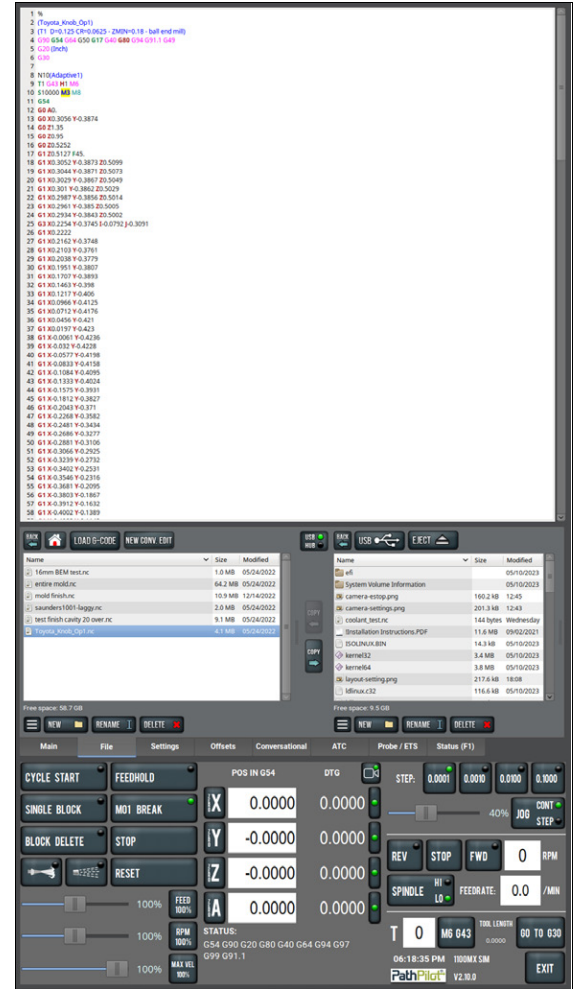 1 %
2 (Toyota_Knob_Op1)
3 (T1 D=0.125 CR=0.0625 - ZMIN=0.18 - ball end mill)
4 G90 G54 G64 G50 G17 G40 G80 G94 G91.1 G49
5 G20 (Inch)
6 G30
7
8 N10(Adaptive1)
9 T1 G43 H1 M6
10 S10000 M3 M8
11 G54
12 G0 A0.
13 G0 X0.3056 Y-0.3874
14 G0 Z1.35
15 G0 Z0.95
16 G0 Z0.5252
17 G1 Z0.5127 F45.
18 G1 X0.3052 Y-0.3873 Z0.5099
19 G1 X0.3044 Y-0.3871 Z0.5073
20 G1 X0.3029 Y-0.3867 Z0.5049
21 G1 X0.301 Y-0.3862 Z0.5029
22 G1 X0.2987 Y-0.3856 Z0.5014
23 G1 X0.2961 Y-0.385 Z0.5005
24 G1 X0.2934 Y-0.3843 Z0.5002
25 G3 X0.2254 Y-0.3745 I-0.0792 J-0.3091
26 G1 X0.2222
27 G1 X0.2162 Y-0.3748
28 G1 X0.2103 Y-0.3761
29 G1 X0.2038 Y-0.3779
30 G1 X0.1951 Y-0.3807
31 G1 X0.1707 Y-0.3893
32 G1 X0.1463 Y-0.398
33 G1 X0.1217 Y-0.406
34 G1 X0.0966 Y-0.4125
35 G1 X0.0712 Y-0.4176
36 G1 X0.0456 Y-0.421
37 G1 X0.0197 Y-0.423
38 G1 X-0.0061 Y-0.4236
39 G1 X-0.032 Y-0.4228
40 G1 X-0.0577 Y-0.4198
41 G1 X-0.0833 Y-0.4158
42 G1 X-0.1084 Y-0.4095
43 G1 X-0.1333 Y-0.4024
44 G1 X-0.1575 Y-0.3931
45 G1 X-0.1812 Y-0.3827
46 G1 X-0.2043 Y-0.371
47 G1 X-0.2268 Y-0.3582
48 G1 X-0.2481 Y-0.3434
49 G1 X-0.2686 Y-0.3277
50 G1 X-0.2881 Y-0.3106
51 G1 X-0.3066 Y-0.2925
52 G1 X-0.3239 Y-0.2732
53 G1 X-0.3402 Y-0.2531
54 G1 X-0.3546 Y-0.2316
55 G1 X-0.3681 Y-0.2095
56 G1 X-0.3803 Y-0.1867
57 G1 X-0.3912 Y-0.1632
58 G1 X-0.4002 Y-0.1389
BACK LOAD G-CODE NEW CONV. EDIT USB HUB BACK USB EJECT
Name Size Modified
16mm BEM test.nc 1.0 MB 05/24/2022
entire mold.nc 64.2 MB 05/24/2022
mold finish.nc 10.9 MB 12/14/2022
saunders1001-laggy.nc 2.0 MB 05/24/2022
test finish cavity 20 over.nc 9.1 MB 05/24/2022
Toyota_Knob_Op1.nc 4.1 MB 05/24/2022
COPY
COPY
Name Size Modified
efi 05/10/2023
System Volume Information 05/10/2023
camera-estop.png 160.2 kB 12:45
camera-settings.png 201.3 kB 12:43
coolant_test.nc 144 bytes Wednesday
!Installation Instructions.PDF 11.6 MB 09/02/2021
ISOLINUX.BIN 14.3 kB 05/10/2023
kernel32 3.4 MB 05/10/2023
kernel64 3.8 MB 05/10/2023
layout-setting.png 217.6 kB 18:08
ldlinux.c32 116.6 kB 05/10/2023
Free space: 58.7 GB Free space: 9.5 GB
NEW RENAME DELETE NEW RENAME DELETE
Main File Settings Offsets Conversational ATC Probe / ETS Status (F1)
CYCLE START FEEDHOLD
SINGLE BLOCK M01 BREAK
BLOCK DELETE STOP
RESET
100% FEED 100%
100% RPM 100%
100% MAX VEL 100%
POS IN G54 DTG
X 0.0000 0.0000
Y -0.0000 0.0000
Z -0.0000 0.0000
A 0.0000 0.0000
STATUS:
G54 G90 G20 G80 G40 G64 G94 G97
G99 G91.1
STEP: 0.0001 0.0010 0.0100 0.1000
40% JOG CONT STEP
REV STOP FWD 0 RPM
SPINDLE HI LO FEEDRATE: 0.0 /MIN
T 0 M6 G43 TOOL LENGTH 0.0000 GO TO G30
06:18:35 PM 1100MX SIM
PathPilot V2.10.0 EXIT